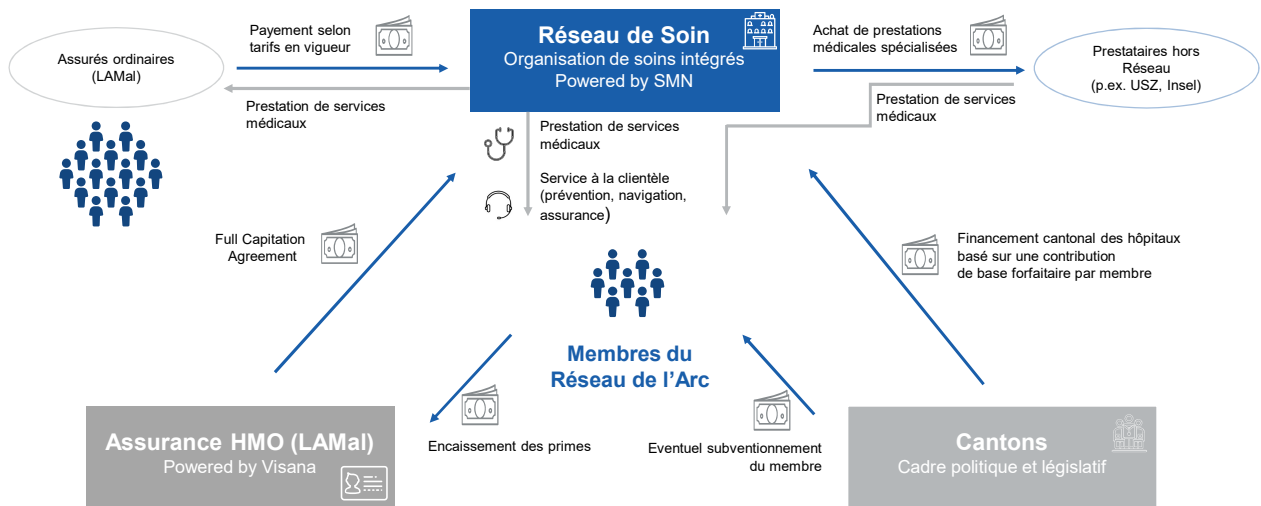 Assurés ordinaires
(LAMal)
Payement selon
tarifs en vigueur
Prestation de services
médicaux
Réseau de Soin
Organisation de soins intégrés
Powered by SMN
Achat de prestations
médicales spécialisées
Prestataires hors
Réseau
(p.ex. USZ, Insel)
Prestation de services
médicaux
Prestation de services
médicaux
Service à la clientèle
(prévention, navigation,
assurance)
Full Capitation
Agreement
Financement cantonal des hôpitaux
basé sur une contribution
de base forfaitaire par membre
Membres du
Réseau de l’Arc
Assurance HMO (LAMal)
Powered by Visana
Encaissement des primes
Eventuel subventionnement
du membre
Cantons
Cadre politique et législatif